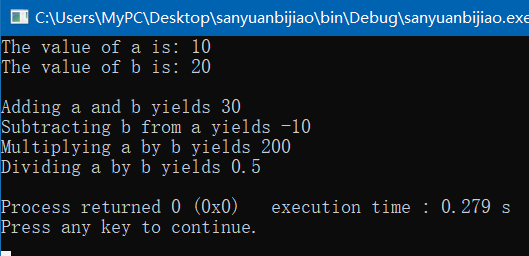 C:\Users\MyPC\Desktop\sanyuanbijiao\bin\Debug\sanyuanbijiao.exe
The value of a is: 10
The value of b is: 20
Adding a and b yields 30
Subtracting b from a yields -10
Multiplying a by b yields 200
Dividing a by b yields 0.5
Process returned 0 (0x0)   execution time : 0.279 s
Press any key to continue.